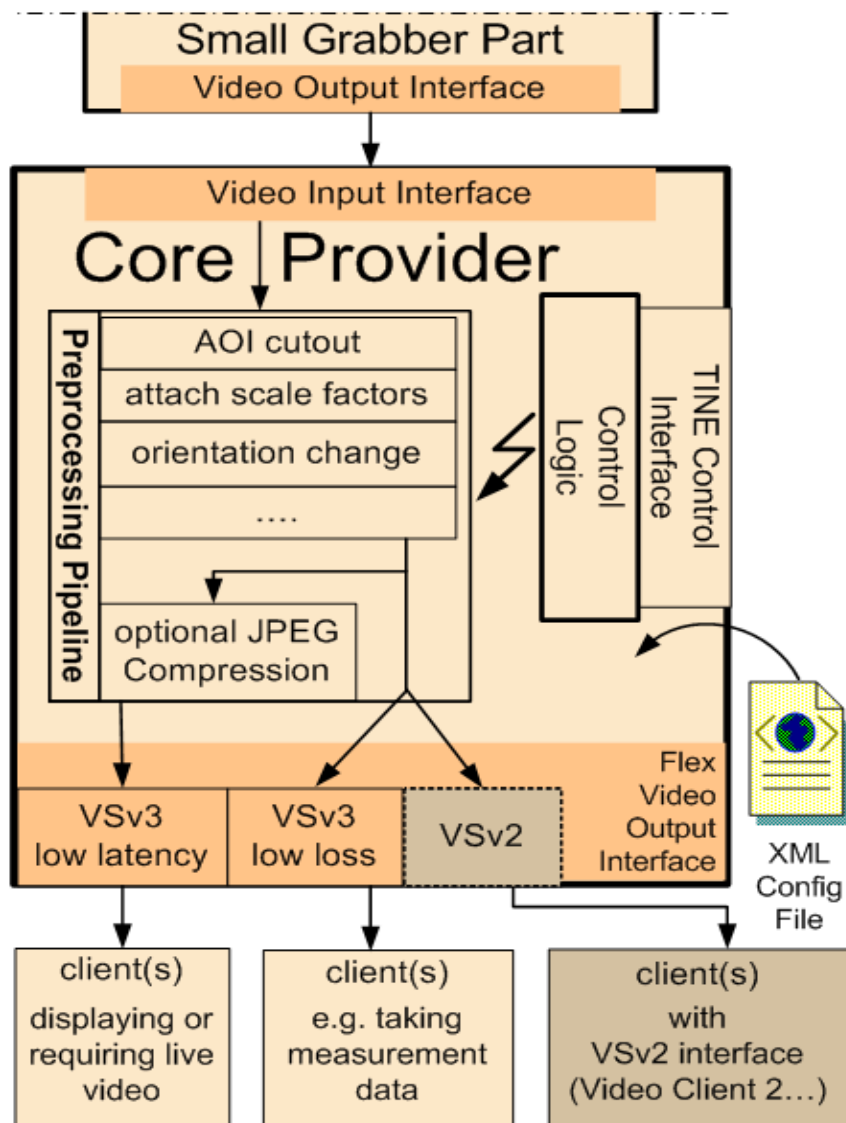 Small Grabber Part
Video Output Interface
Video Input Interface
Core Provider
Preprocessing Pipeline
AOI cutout
attach scale factors
orientation change
....
optional JPEG
Compression
Control
Logic
TINE Control
Interface
Flex
Video
Output
Interface
VSv3
low latency
VSv3
low loss
VSv2
XML
Config
File
client(s)
displaying or
requiring live
video
client(s)
e.g. taking
measurement
data
client(s)
with
VSv2 interface
(Video Client 2...)